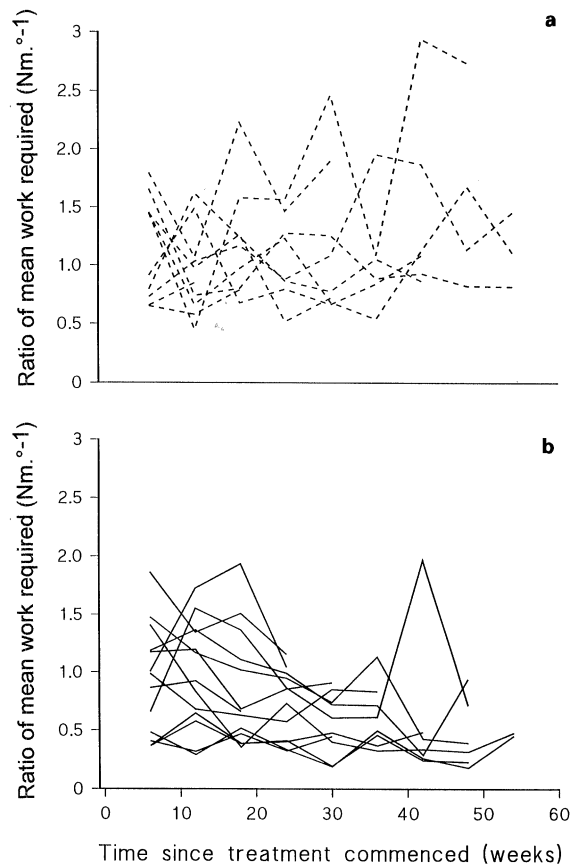 a
Ratio of mean work required (Nm.°-1)
3
2.5
2.0
1.5
1.0
0.5
0
b
Ratio of mean work required (Nm.°-1)
3
2.5
2.0
1.5
1.0
0.5
0
0 10 20 30 40 50 60
Time since treatment commenced (weeks)